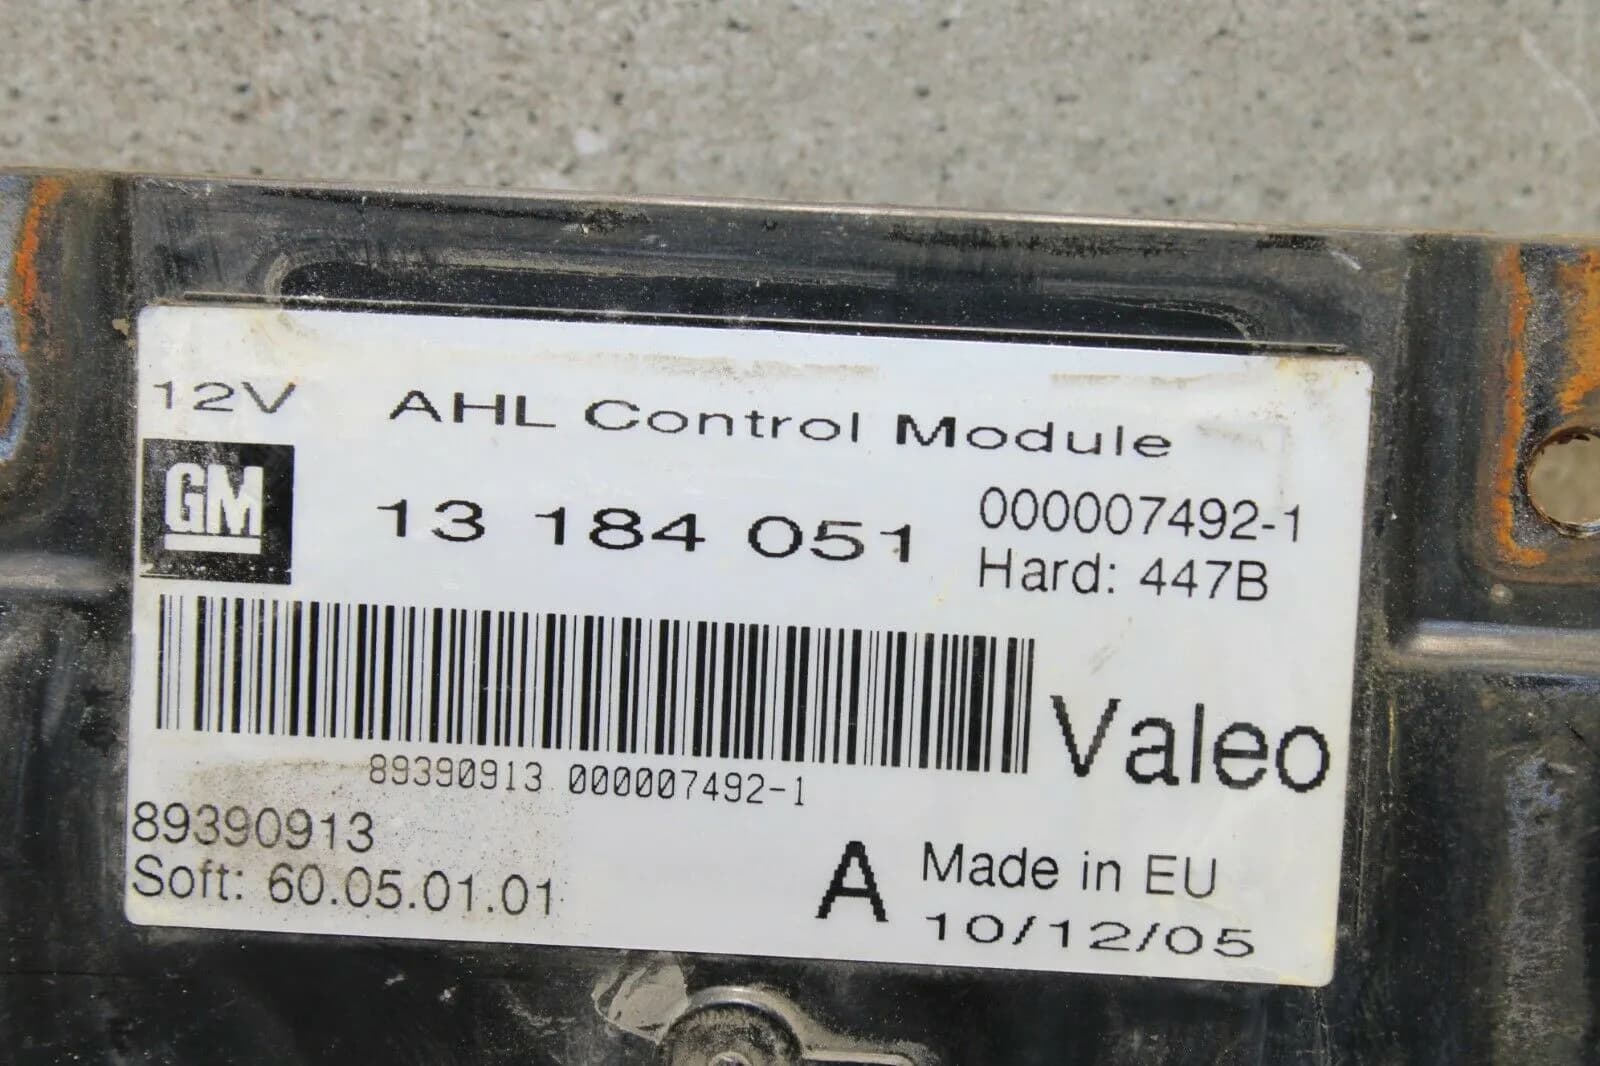 12V AHL Control Module
GM 13 184 051 000007492-1
Hard: 447B
Valeo
89390913 000007492-1
89390913
Soft: 60.05.01.01
A Made in EU
10/12/05